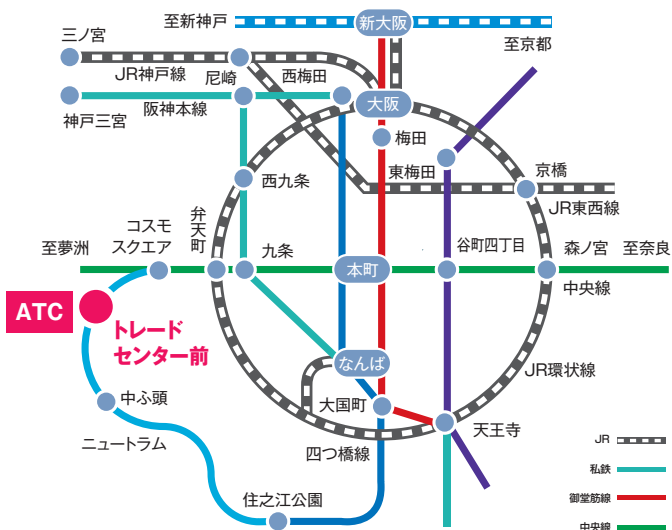 至新神戸
新大阪
三ノ宮
至京都
JR神戸線
尼崎
西梅田
大阪
阪神本線
神戸三宮
梅田
東梅田
京橋
西九条
JR東西線
弁天町
コスモ
スクエア
至夢洲
九条
本町
谷町四丁目
森ノ宮
至奈良
中央線
ATC
トレード
センター前
なんば
JR環状線
中ふ頭
大国町
天王寺
ニュートラム
四つ橋線
住之江公園
JR
私鉄
御堂筋線
中央線